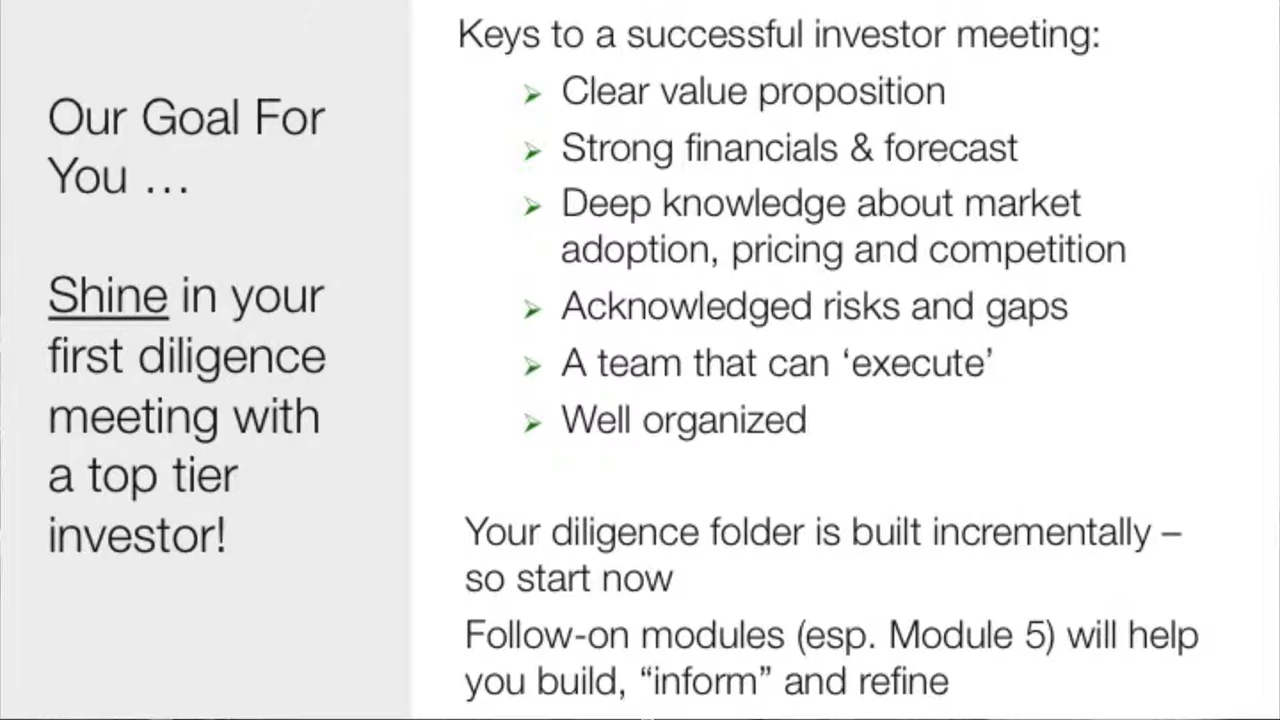 Our Goal For
You …
Shine in your
first diligence
meeting with
a top tier
investor!
Keys to a successful investor meeting:
Clear value proposition
Strong financials & forecast
Deep knowledge about market
adoption, pricing and competition
Acknowledged risks and gaps
A team that can ‘execute’
Well organized
Your diligence folder is built incrementally –
so start now
Follow-on modules (esp. Module 5) will help
you build, “inform” and refine